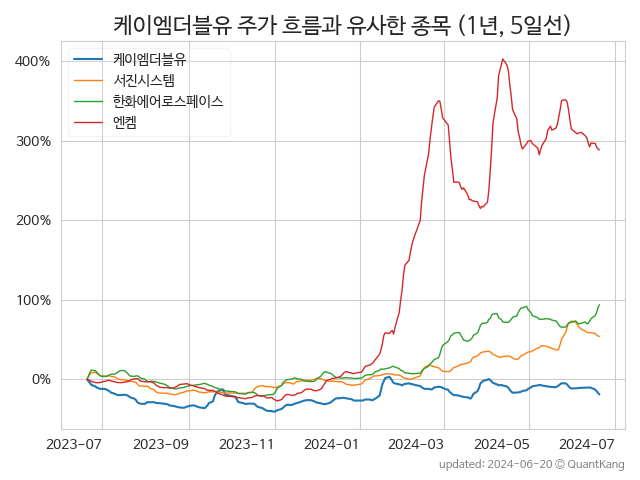 케이엠더블유 주가 흐름과 유사한 종목 (1년, 5일선)
케이엠더블유
서진시스템
한화에어로스페이스
엔켐
400%
300%
200%
100%
0%
2023-07 2023-09 2023-11 2024-01 2024-03 2024-05 2024-07
updated: 2024-06-20 © QuantKang